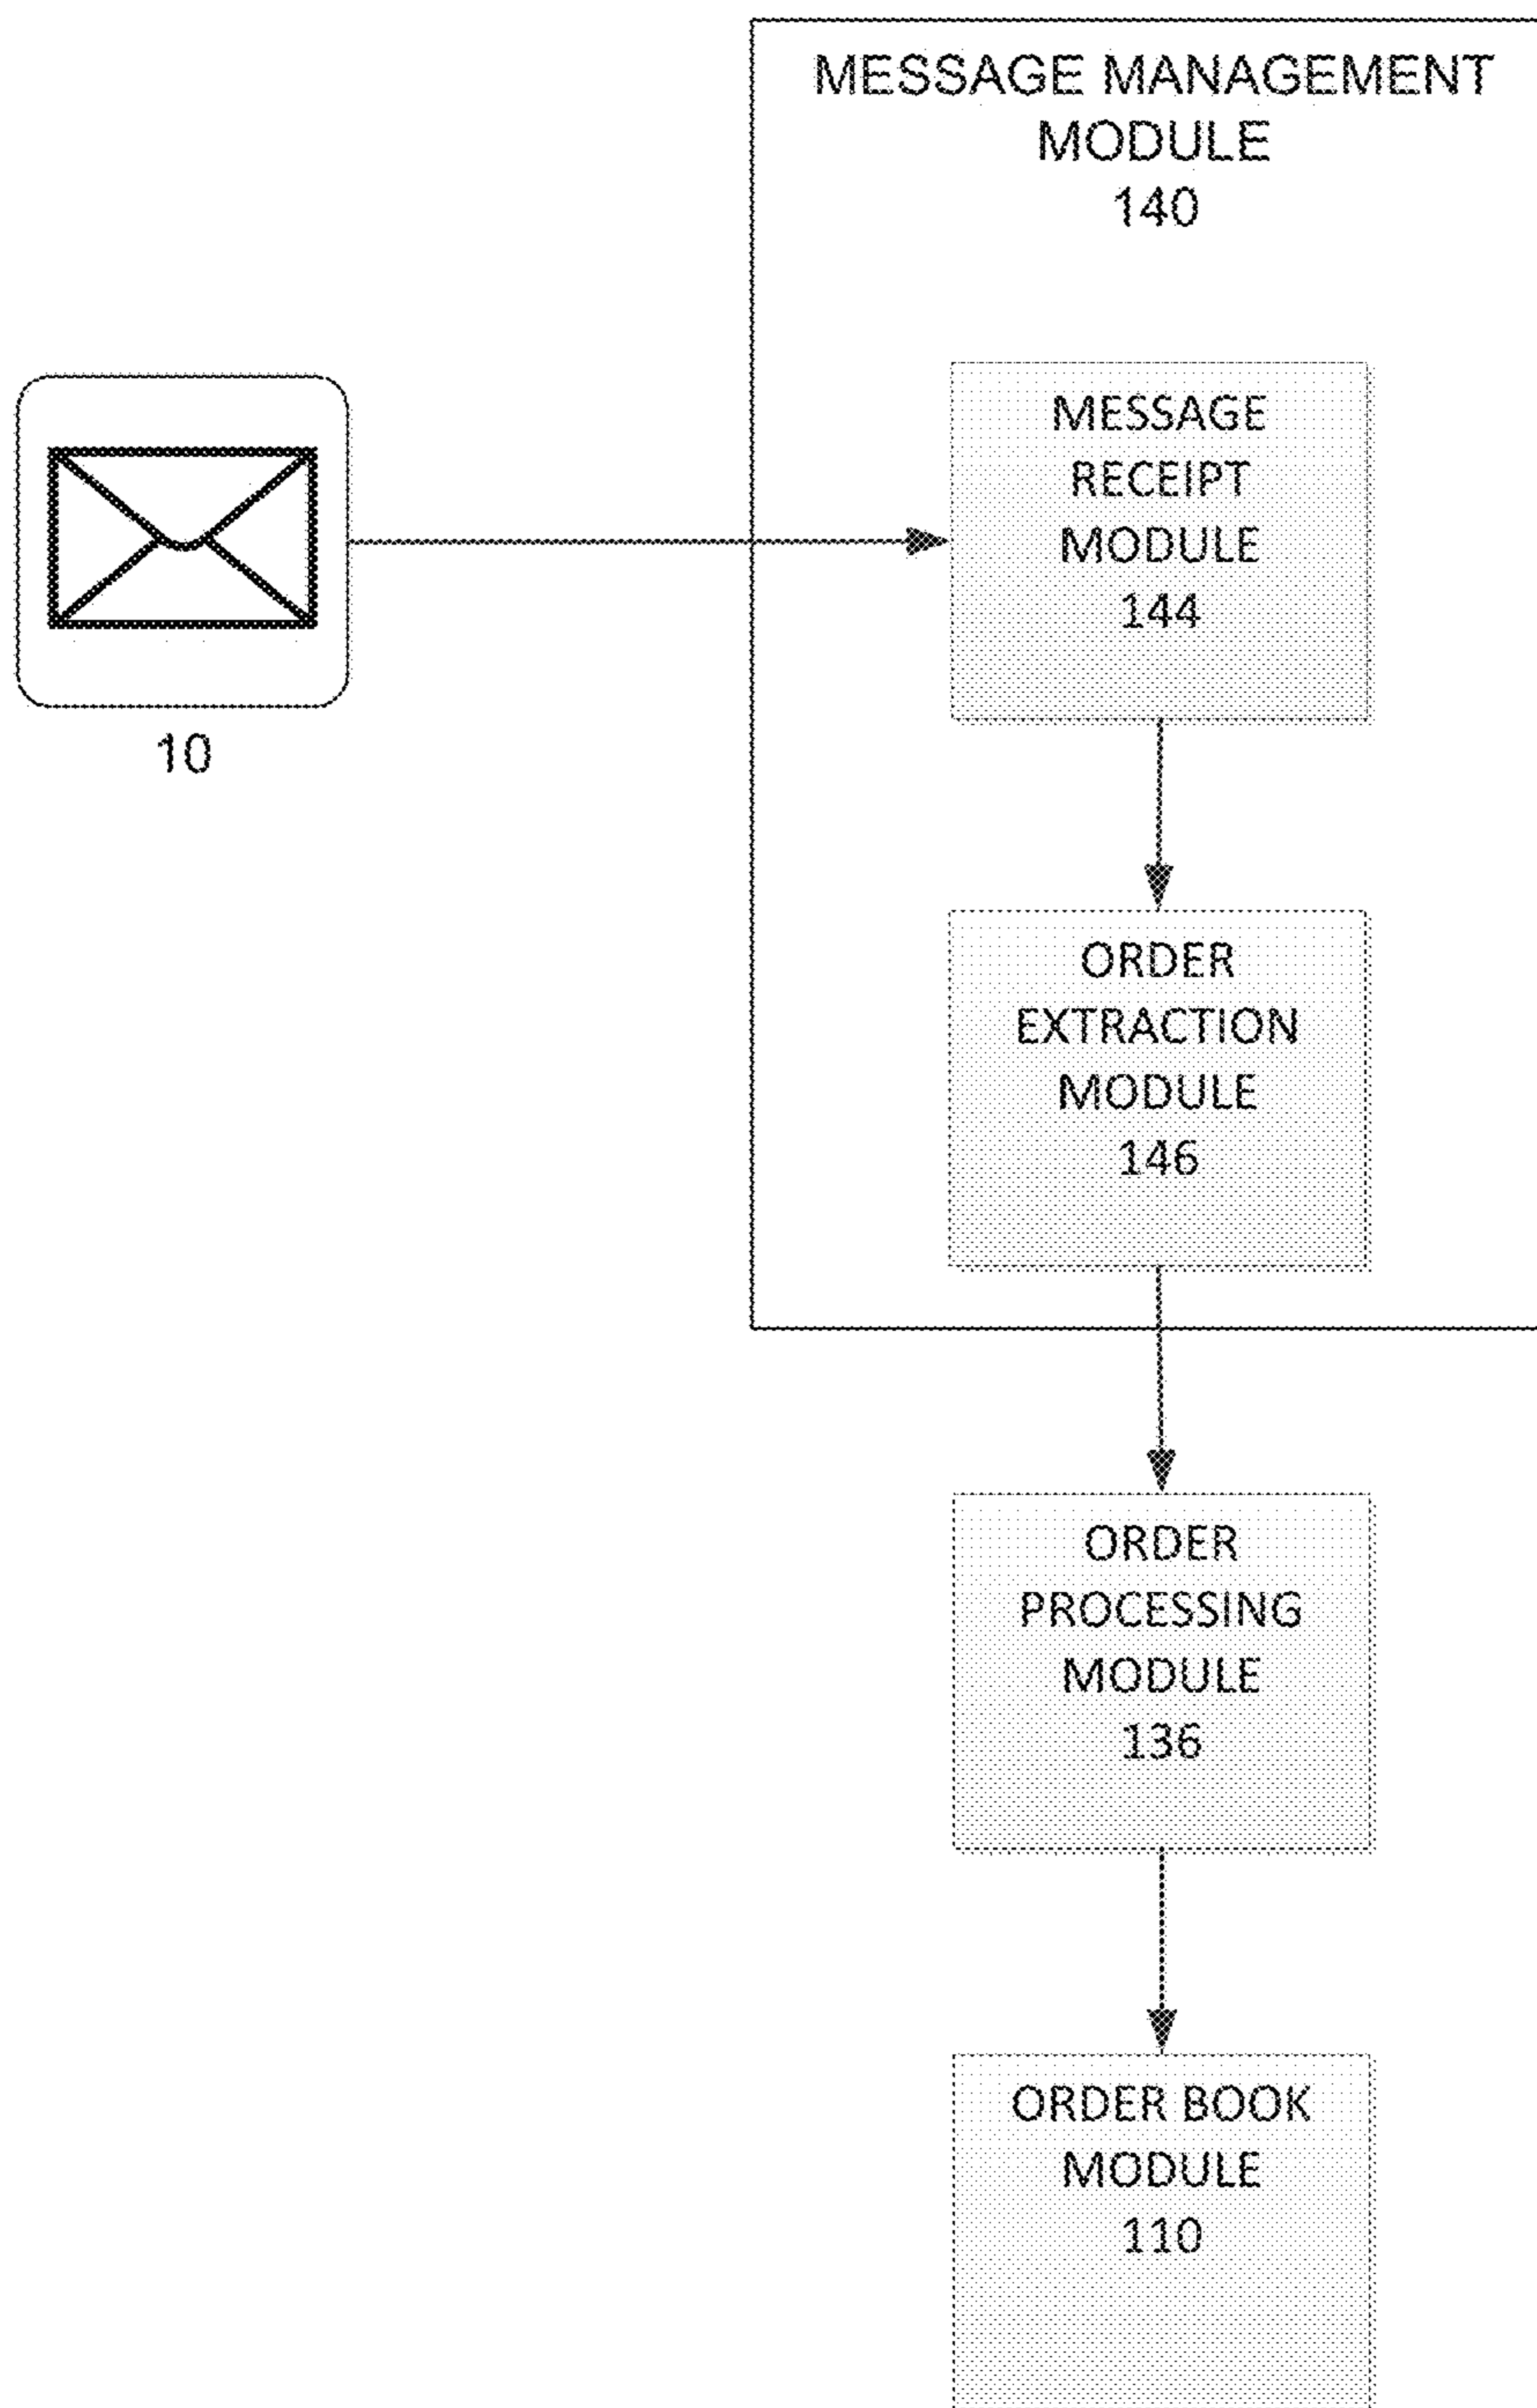 MESSAGE MANAGEMENT
MODULE
140
MESSAGE
RECEIPT
MODULE
144
10
ORDER
EXTRACTION
MODULE
146
ORDER
PROCESSING
MODULE
136
ORDER BOOK
MODULE
110